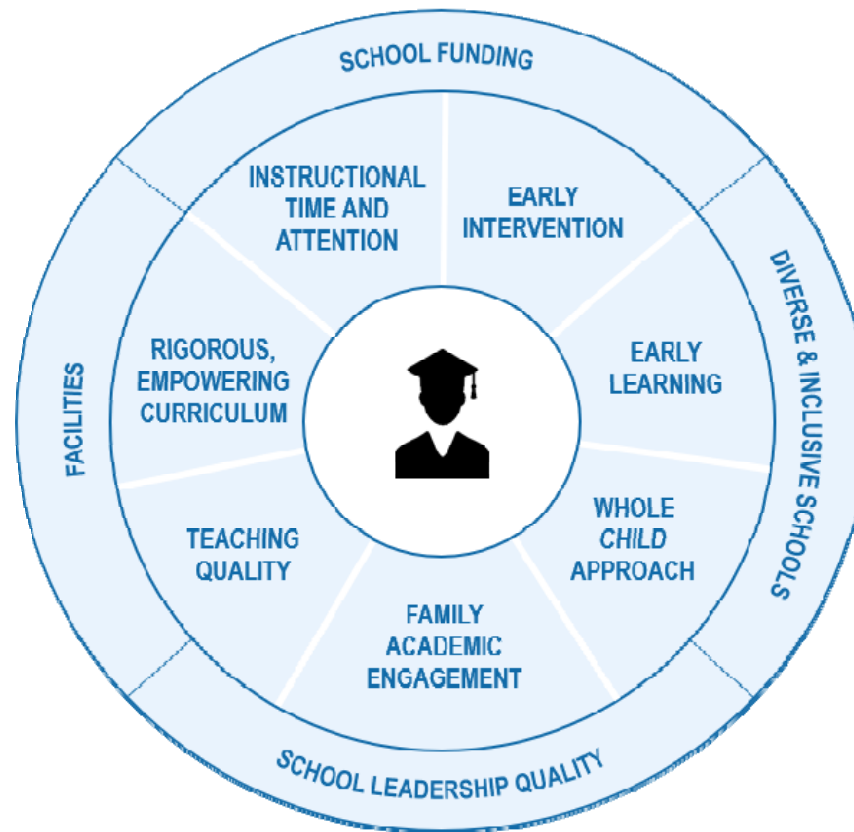 SCHOOL FUNDING
INSTRUCTIONAL
TIME AND
ATTENTION
EARLY
INTERVENTION
DIVERSE & INCLUSIVE SCHOOLS
RIGOROUS,
EMPOWERING
CURRICULUM
EARLY
LEARNING
FACILITIES
TEACHING
QUALITY
WHOLE
CHILD
APPROACH
FAMILY
ACADEMIC
ENGAGEMENT
SCHOOL LEADERSHIP QUALITY